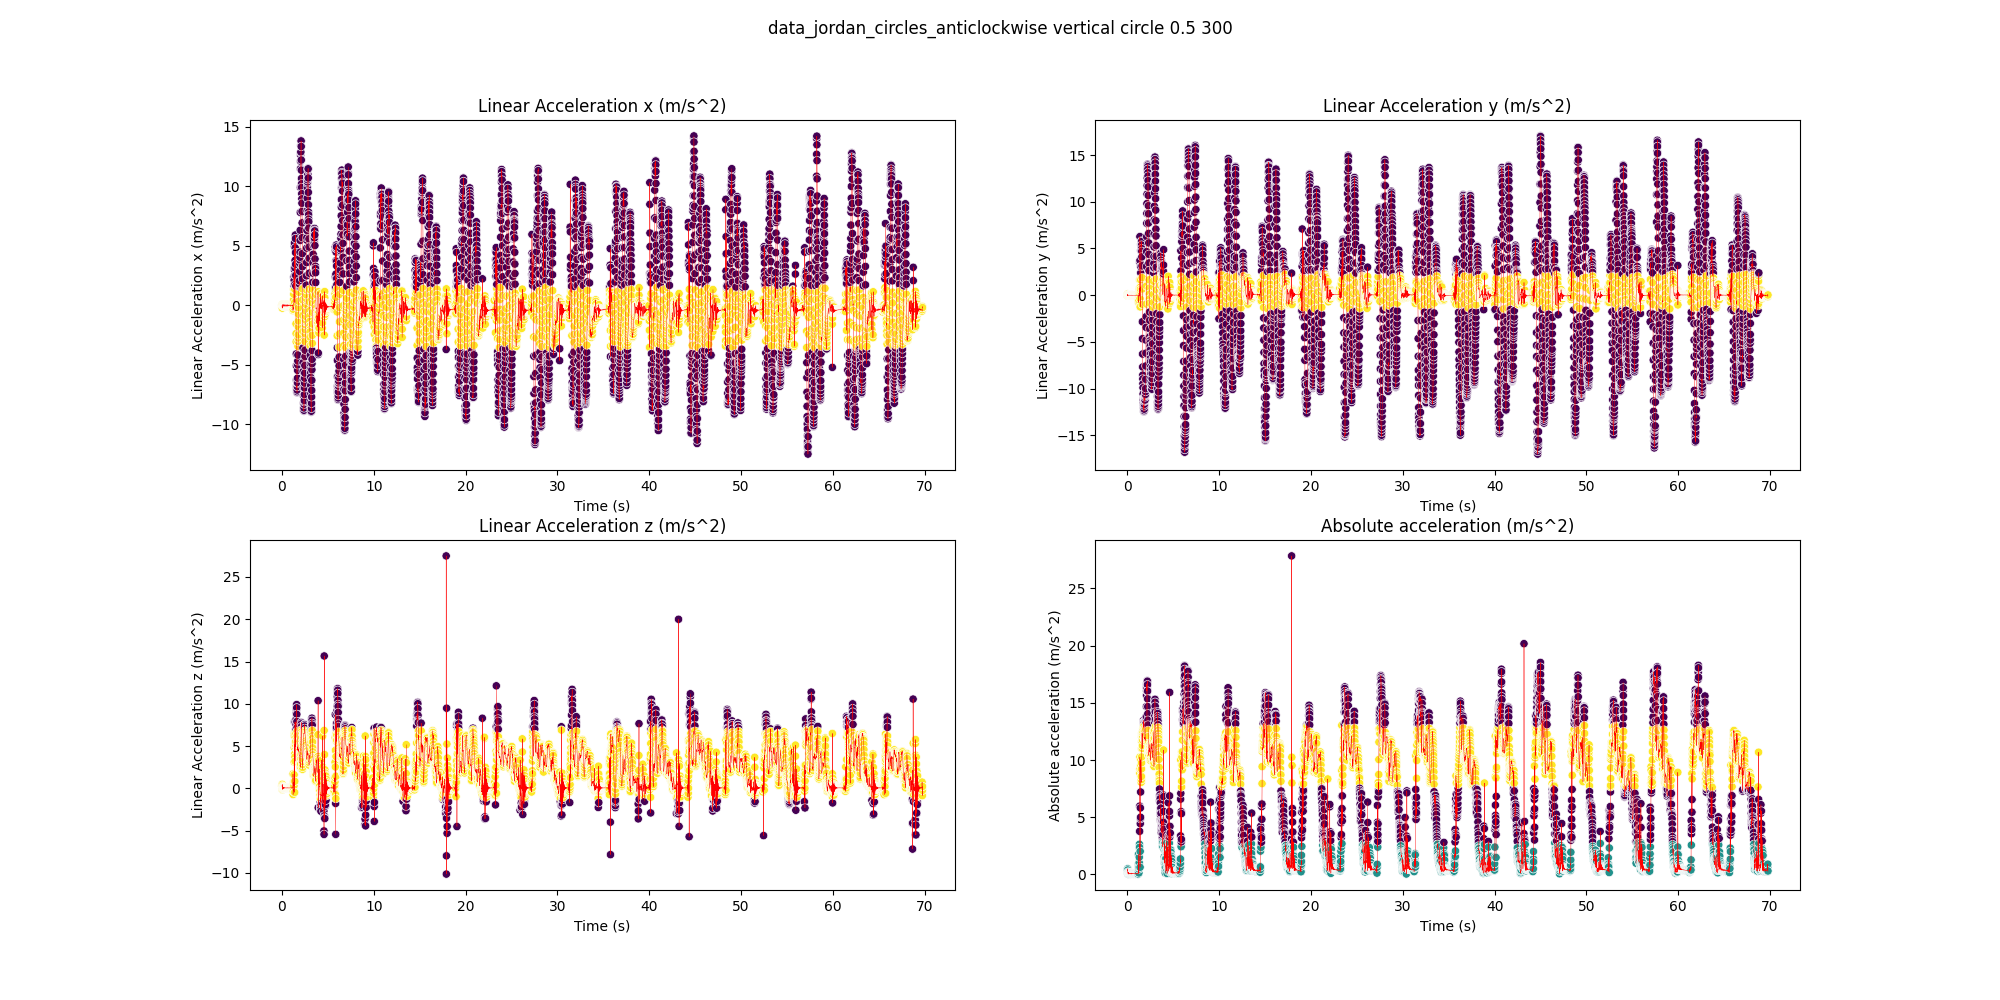 data_jordan_circles_anticlockwise vertical circle 0.5 300
Linear Acceleration x (m/s^2)
Linear Acceleration x (m/s^2)
15
10
5
0
−5
−10
0 10 20 30 40 50 60 70
Time (s)
Linear Acceleration y (m/s^2)
Linear Acceleration y (m/s^2)
15
10
5
0
−5
−10
−15
0 10 20 30 40 50 60 70
Time (s)
Linear Acceleration z (m/s^2)
Linear Acceleration z (m/s^2)
25
20
15
10
5
0
−5
−10
0 10 20 30 40 50 60 70
Time (s)
Absolute acceleration (m/s^2)
Absolute acceleration (m/s^2)
25
20
15
10
5
0
0 10 20 30 40 50 60 70
Time (s)